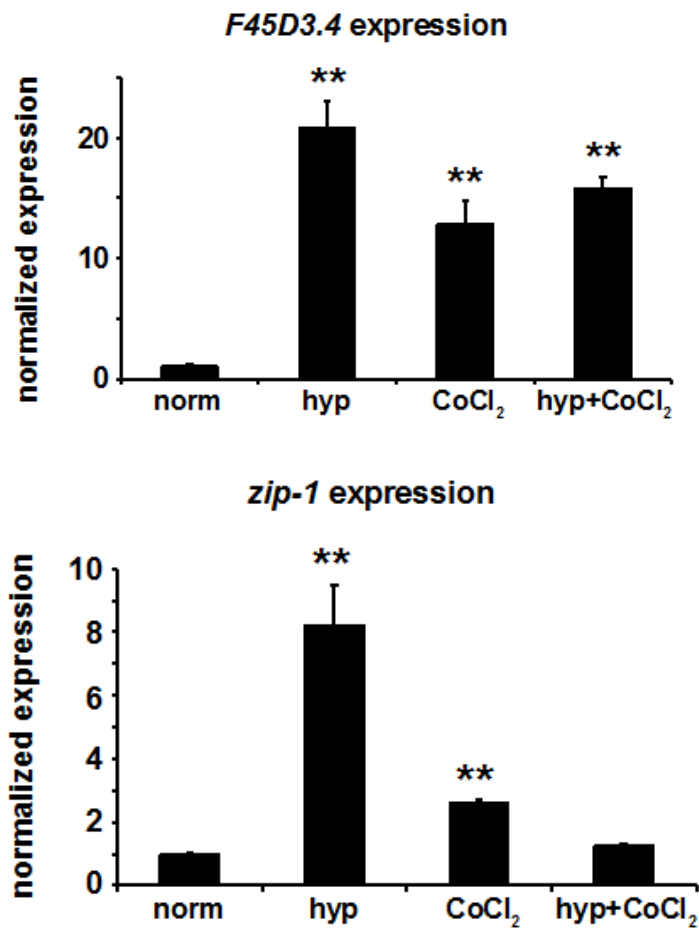 F45D3.4 expression
normalized expression
20
10
0
**
**
**
norm hyp CoCl₂ hyp+CoCl₂
zip-1 expression
normalized expression
10
8
6
4
2
0
**
**
norm hyp CoCl₂ hyp+CoCl₂